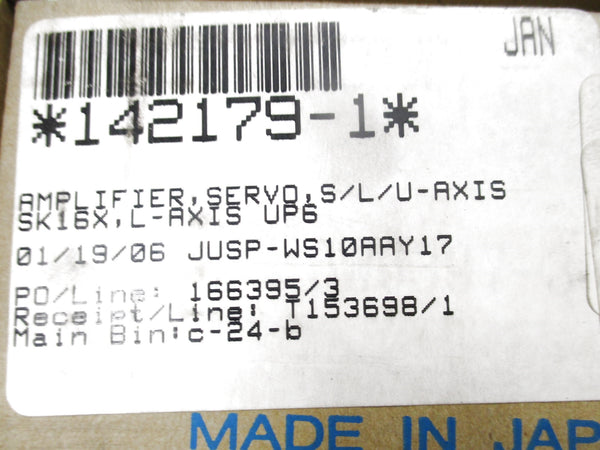 JAN
*142179-1*
AMPLIFIER,SERVO,S/L/U-AXIS
SK16X,L-AXIS UP6
01/19/06 JUSP-WS10AAY17
PO/Line: 166395/3
Receipt/Line: T153698/1
Main Bin:c-24-b
MADE IN JAP